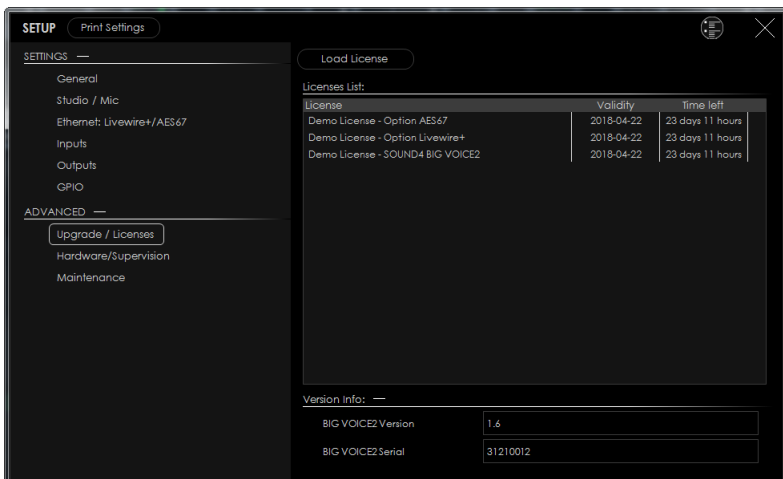 SETUP Print Settings
SETTINGS
General
Studio / Mic
Ethernet: Livewire+/AES67
Inputs
Outputs
GPIO
ADVANCED
Upgrade / Licenses
Hardware/Supervision
Maintenance
Load License
Licenses List:
License Validity Time left
Demo License - Option AES67 2018-04-22 23 days 11 hours
Demo License - Option Livewire+ 2018-04-22 23 days 11 hours
Demo License - SOUND4 BIG VOICE2 2018-04-22 23 days 11 hours
Version Info:
BIG VOICE2 Version 1.6
BIG VOICE2 Serial 31210012